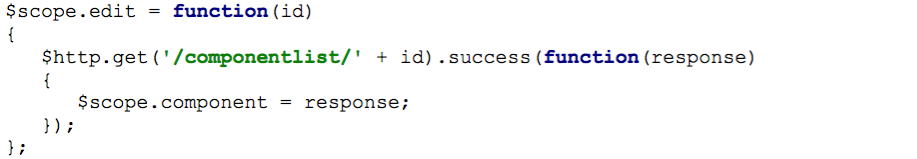 $scope.edit = function(id)
{
   $http.get('/componentlist/' + id).success(function(response)
   {
      $scope.component = response;
   });
};